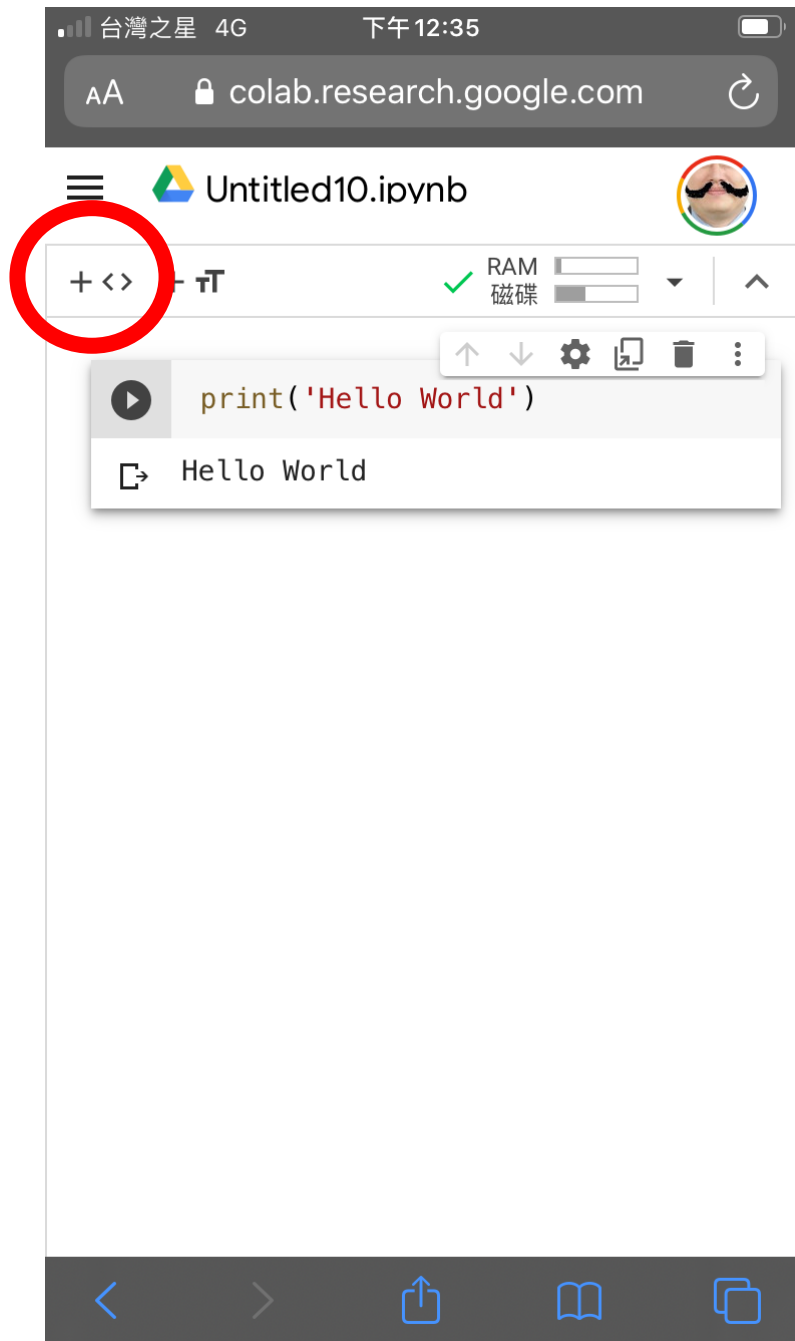 台灣之星 4G 下午12:35
AA colab.research.google.com
Untitled10.ipynb
+ <> + TT RAM
磁碟
print('Hello World')
Hello World